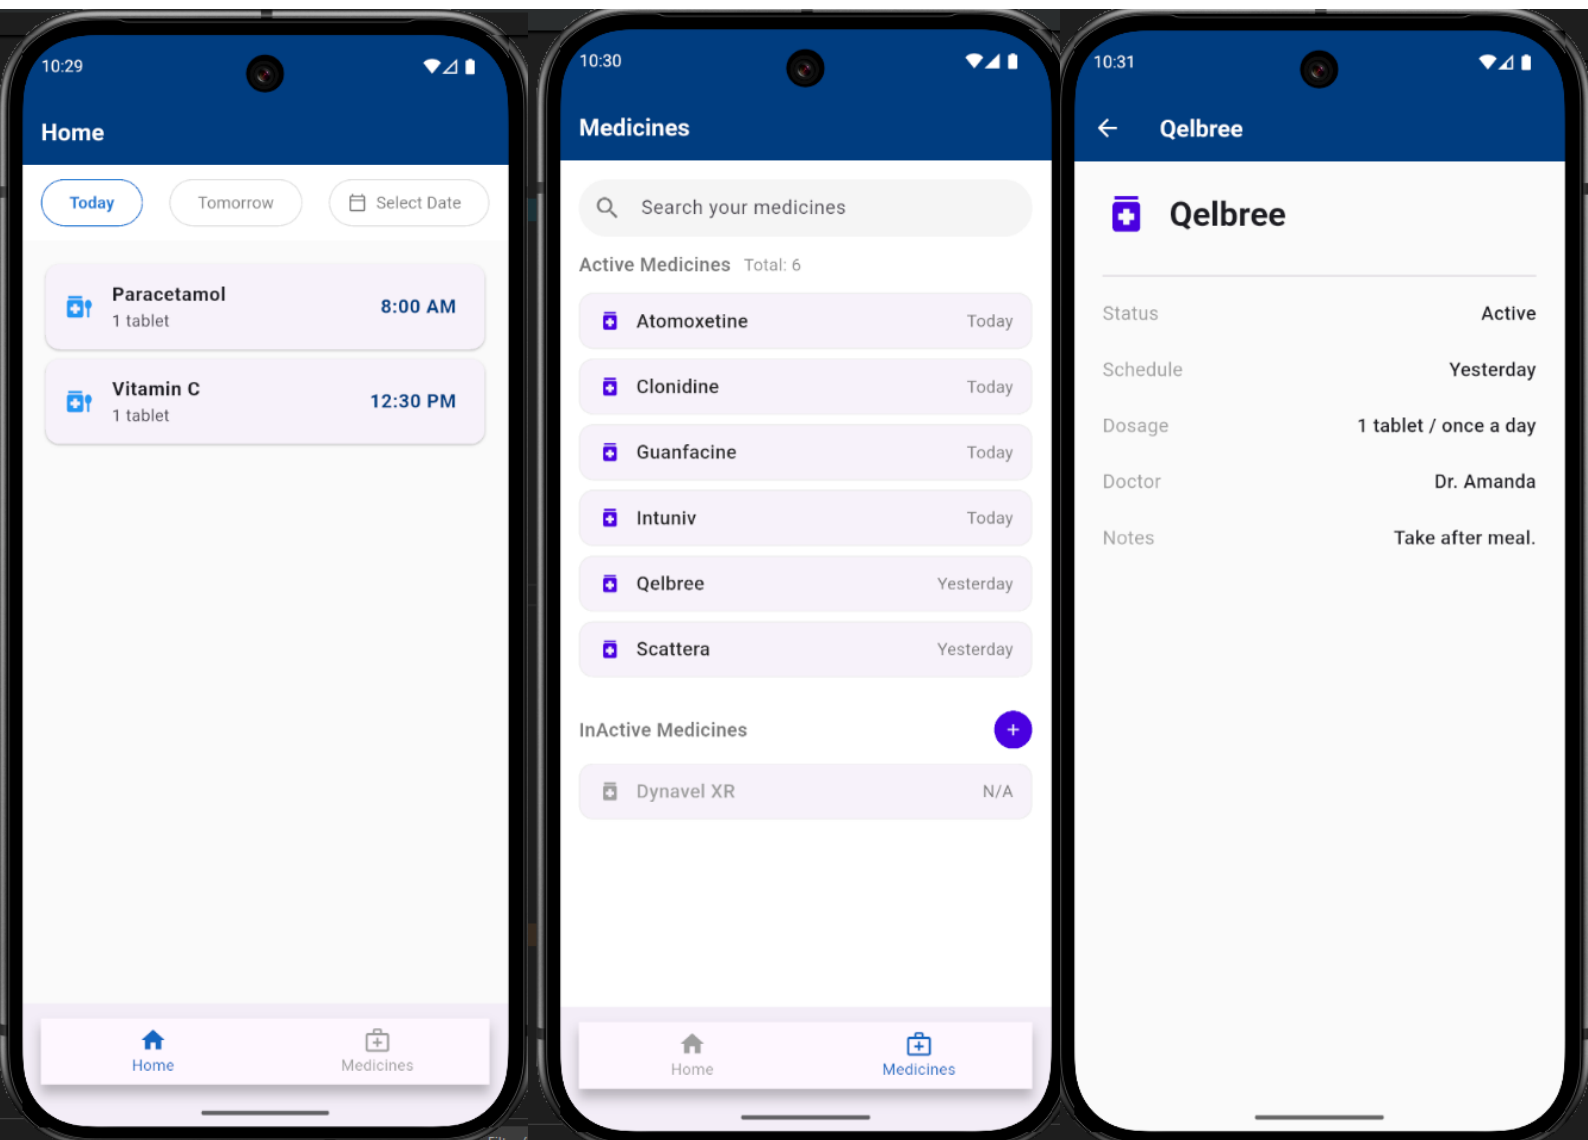 10:29
Home
Today
Tomorrow
Select Date
Paracetamol
1 tablet
8:00 AM
Vitamin C
1 tablet
12:30 PM
Home
Medicines
10:30
Medicines
Search your medicines
Active Medicines Total: 6
Atomoxetine
Today
Clonidine
Today
Guanfacine
Today
Intuniv
Today
Qelbree
Yesterday
Scattera
Yesterday
InActive Medicines
Dynavel XR
N/A
Home
Medicines
10:31
Qelbree
Qelbree
Status
Active
Schedule
Yesterday
Dosage
1 tablet / once a day
Doctor
Dr. Amanda
Notes
Take after meal.